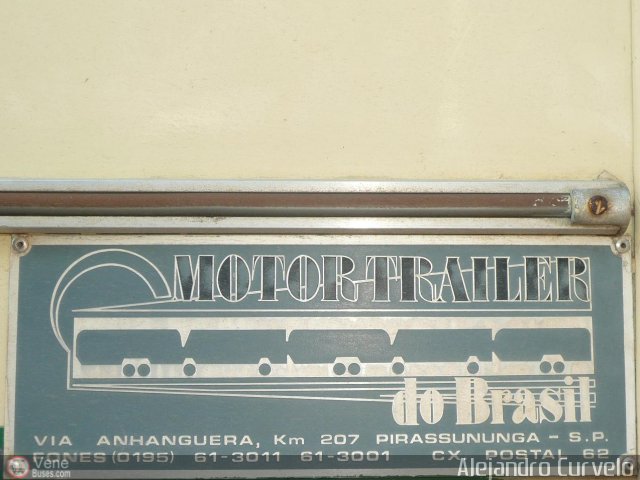 MOTORTRAILER
do Brasil
VIA ANHANGUERA, Km 207 PIRASSUNUNGA - S.P.
FONES (0195) 61-3011 61-3001 CX. POSTAL 62
Vene
Buses.com
Alejandro Curvelo